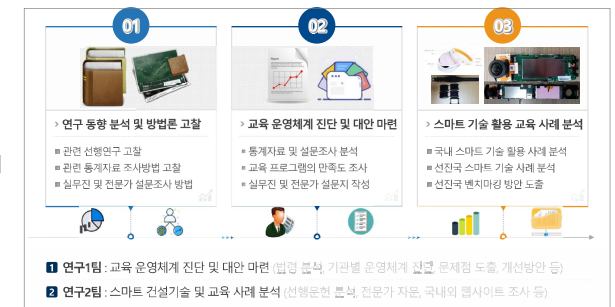 01
02
03
> 연구 동향 분석 및 방법론 고찰
■ 관련 선행연구 고찰
■ 관련 통계자료 조사방법 고찰
■ 실무진 및 전문가 설문조사 방법
> 교육 운영체계 진단 및 대안 마련
■ 통계자료 및 설문조사 분석
■ 교육 프로그램의 만족도 조사
■ 실무진 및 전문가 설문지 작성
> 스마트 기술 활용 교육 사례 분석
■ 국내 스마트 기술 활용 사례 분석
■ 선진국 스마트 기술 사례 분석
■ 선진국 벤치마킹 방안 도출
1 연구1팀 : 교육 운영체계 진단 및 대안 마련 (법령 분석, 기관별 운영체계 진단, 문제점 도출, 개선방안 등)
2 연구2팀 : 스마트 건설기술 및 교육 사례 분석 (선행문헌 분석, 전문가 자문, 국내외 웹사이트 조사 등)